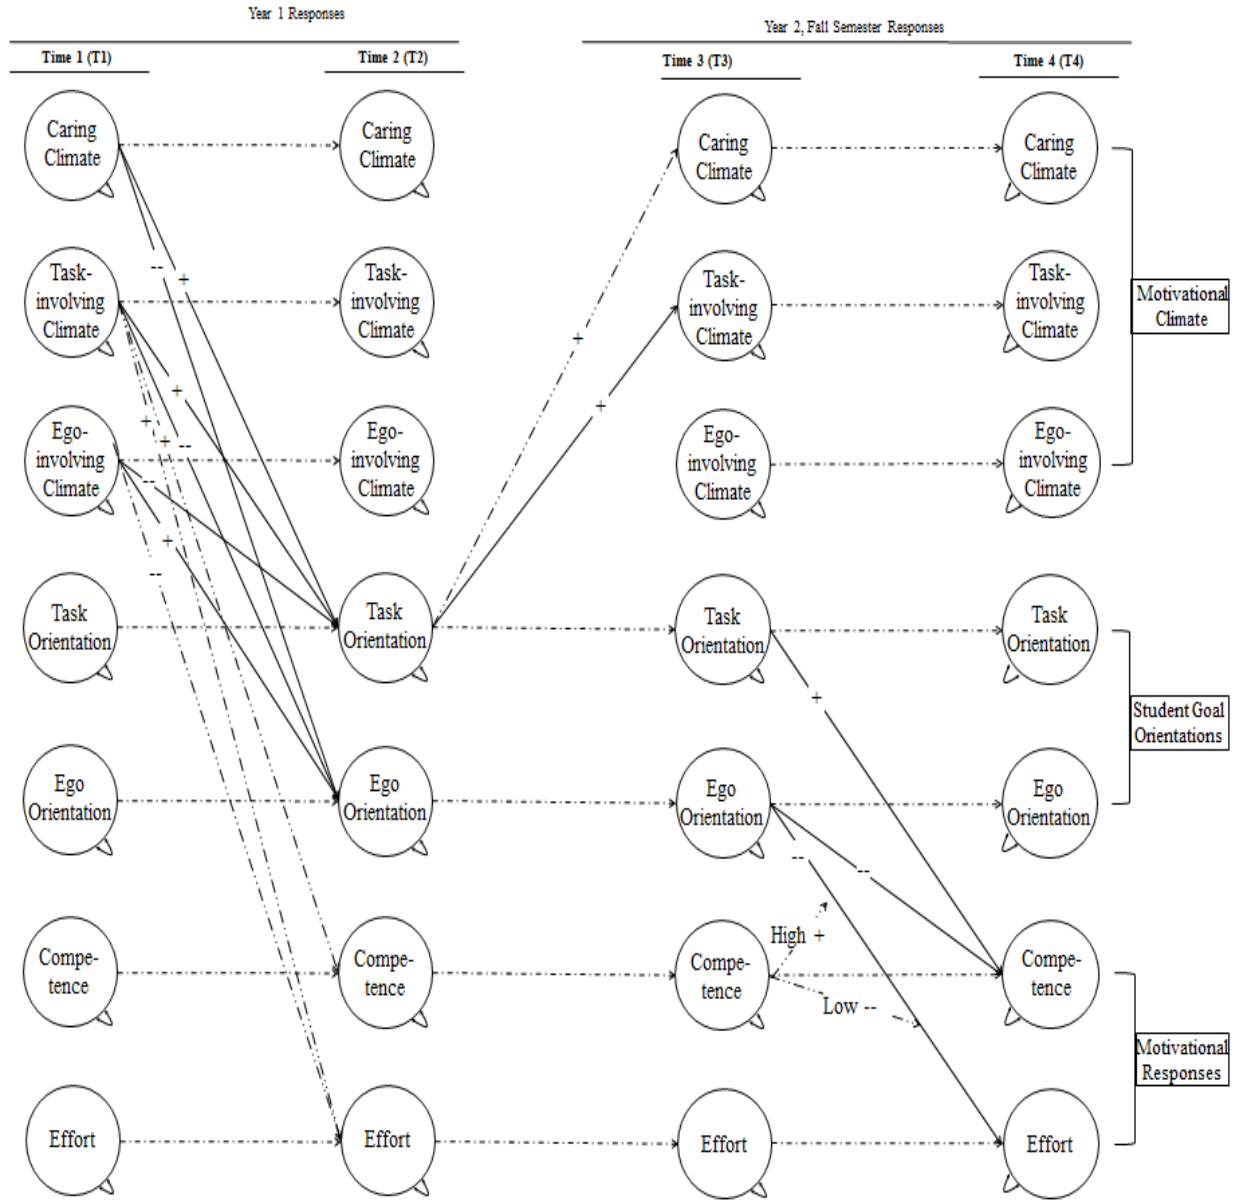 Year 1 Responses
Year 2, Fall Semester Responses
Time 1 (T1)
Time 2 (T2)
Time 3 (T3)
Time 4 (T4)
Caring
Climate
Caring
Climate
Caring
Climate
Caring
Climate
--
+
Task-
involving
Climate
Task-
involving
Climate
Task-
involving
Climate
Task-
involving
Climate
Motivational
Climate
+
+
+
+
+
--
Ego-
involving
Climate
Ego-
involving
Climate
Ego-
involving
Climate
Ego-
involving
Climate
--
+
--
Task
Orientation
Task
Orientation
Task
Orientation
Task
Orientation
+
Student Goal
Orientations
Ego
Orientation
Ego
Orientation
Ego
Orientation
Ego
Orientation
--
--
High +
Low --
Compe-
tence
Compe-
tence
Compe-
tence
Compe-
tence
Motivational
Responses
Effort
Effort
Effort
Effort